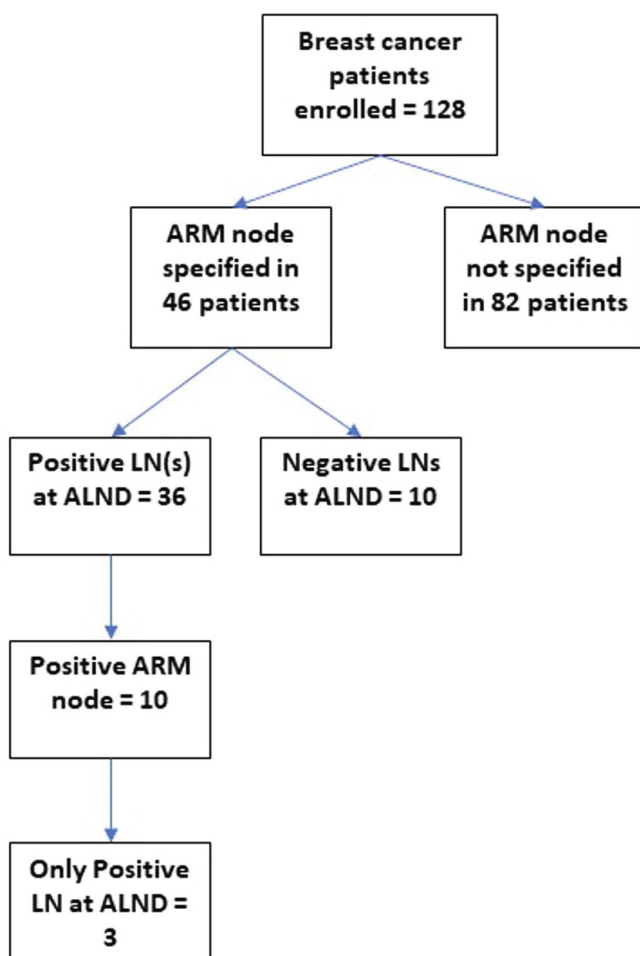 Breast cancer
patients
enrolled = 128
ARM node
specified in
46 patients
ARM node
not specified
in 82 patients
Positive LN(s)
at ALND = 36
Negative LNs
at ALND = 10
Positive ARM
node = 10
Only Positive
LN at ALND =
3